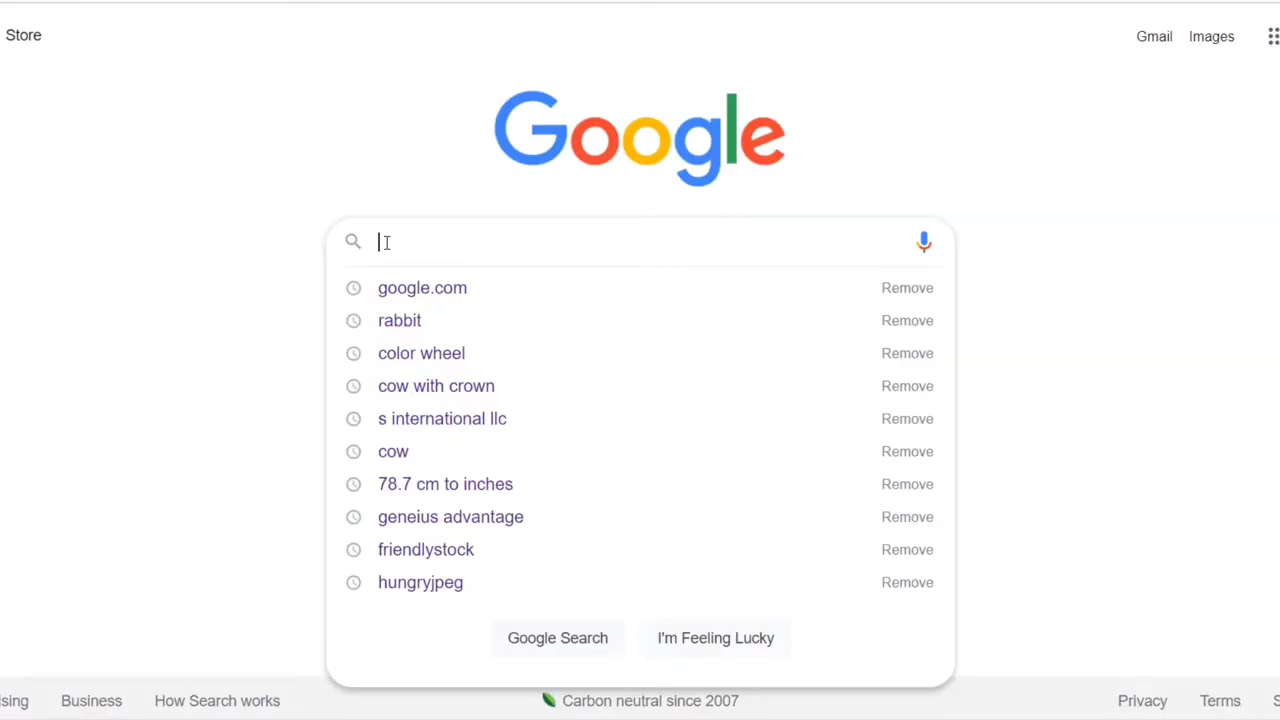 Store
Gmail Images
Google
google.com Remove
rabbit Remove
color wheel Remove
cow with crown Remove
s international llc Remove
cow Remove
78.7 cm to inches Remove
geneius advantage Remove
friendlystock Remove
hungryjpeg Remove
Google Search I'm Feeling Lucky
ising Business How Search works Carbon neutral since 2007 Privacy Terms S